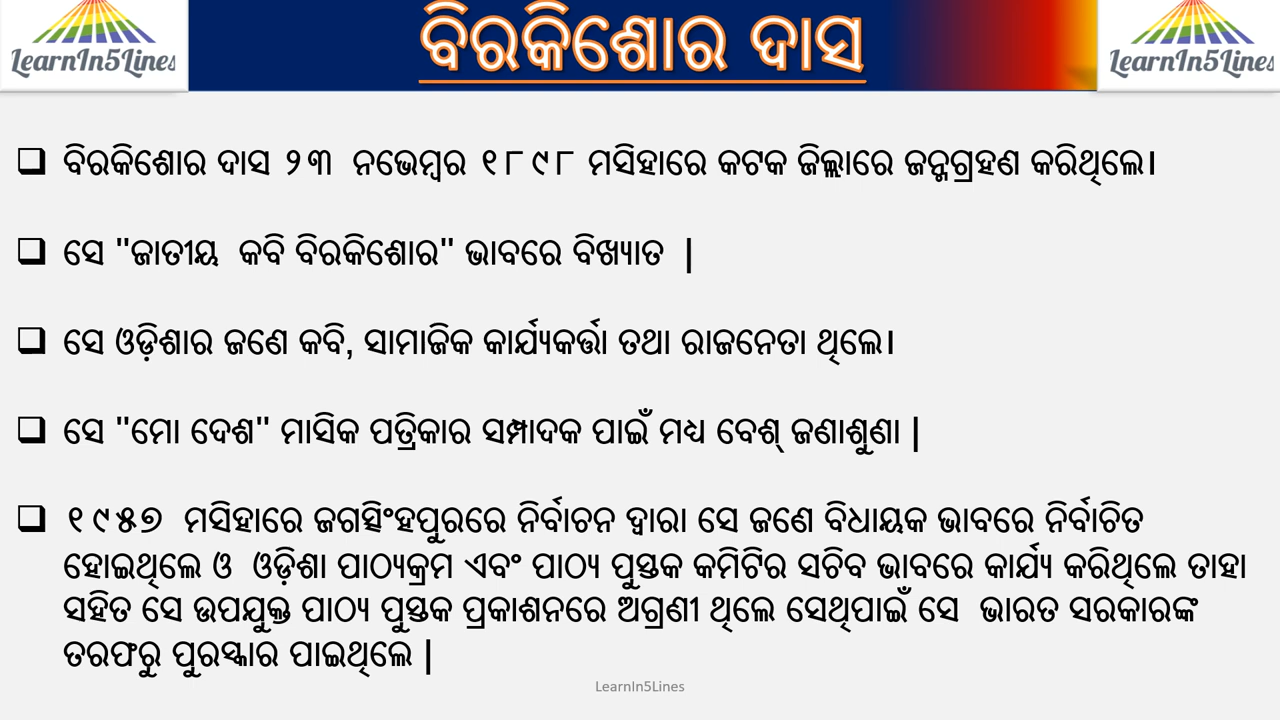 LearnIn5Lines
ବିରକିଶୋର ଦାସ
LearnIn5Lines
ବିରକିଶୋର ଦାସ ୨୩ ନଭେମ୍ବର ୧୮୯୮ ମସିହାରେ କଟକ ଜିଲ୍ଲାରେ ଜନ୍ମଗ୍ରହଣ କରିଥିଲେ।
ସେ "ଜାତୀୟ କବି ବିରକିଶୋର" ଭାବରେ ବିଖ୍ୟାତ |
ସେ ଓଡ଼ିଶାର ଜଣେ କବି, ସାମାଜିକ କାର୍ଯ୍ୟକର୍ତ୍ତା ତଥା ରାଜନେତା ଥିଲେ।
ସେ "ମୋ ଦେଶ" ମାସିକ ପତ୍ରିକାର ସମ୍ପାଦକ ପାଇଁ ମଧ୍ୟ ବେଶ୍ ଜଣାଶୁଣା |
୧୯୫୭ ମସିହାରେ ଜଗତ୍ସିଂହପୁରରେ ନିର୍ବାଚନ ଦ୍ୱାରା ସେ ଜଣେ ବିଧାୟକ ଭାବରେ ନିର୍ବାଚିତ
ହୋଇଥିଲେ ଓ ଓଡ଼ିଶା ପାଠ୍ୟକ୍ରମ ଏବଂ ପାଠ୍ୟ ପୁସ୍ତକ କମିଟିର ସଚିବ ଭାବରେ କାର୍ଯ୍ୟ କରିଥିଲେ ତାହା
ସହିତ ସେ ଉପଯୁକ୍ତ ପାଠ୍ୟ ପୁସ୍ତକ ପ୍ରକାଶନରେ ଅଗ୍ରଣୀ ଥିଲେ ସେଥିପାଇଁ ସେ ଭାରତ ସରକାରଙ୍କ
ତରଫରୁ ପୁରସ୍କାର ପାଇଥିଲେ |
LearnIn5Lines